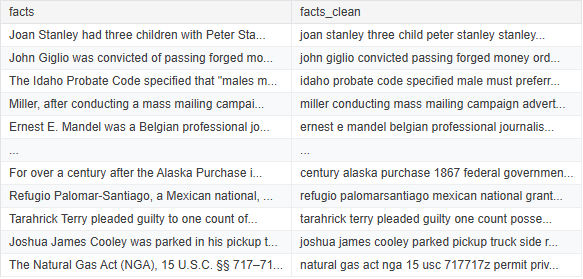 facts facts_clean
Joan Stanley had three children with Peter Sta... joan stanley three child peter stanley stanley...
John Giglio was convicted of passing forged mo... john giglio convicted passing forged money ord...
The Idaho Probate Code specified that "males m... idaho probate code specified male must preferr...
Miller, after conducting a mass mailing campai... miller conducting mass mailing campaign advert...
Ernest E. Mandel was a Belgian professional jo... ernest e mandel belgian professional journalis...
... ...
For over a century after the Alaska Purchase i... century alaska purchase 1867 federal governmen...
Refugio Palomar-Santiago, a Mexican national, ... refugio palomarsantiago mexican national grant...
Tarahrick Terry pleaded guilty to one count of... tarahrick terry pleaded guilty one count posse...
Joshua James Cooley was parked in his pickup t... joshua james cooley parked pickup truck side r...
The Natural Gas Act (NGA), 15 U.S.C. §§ 717–71... natural gas act nga 15 usc 717717z permit priv...